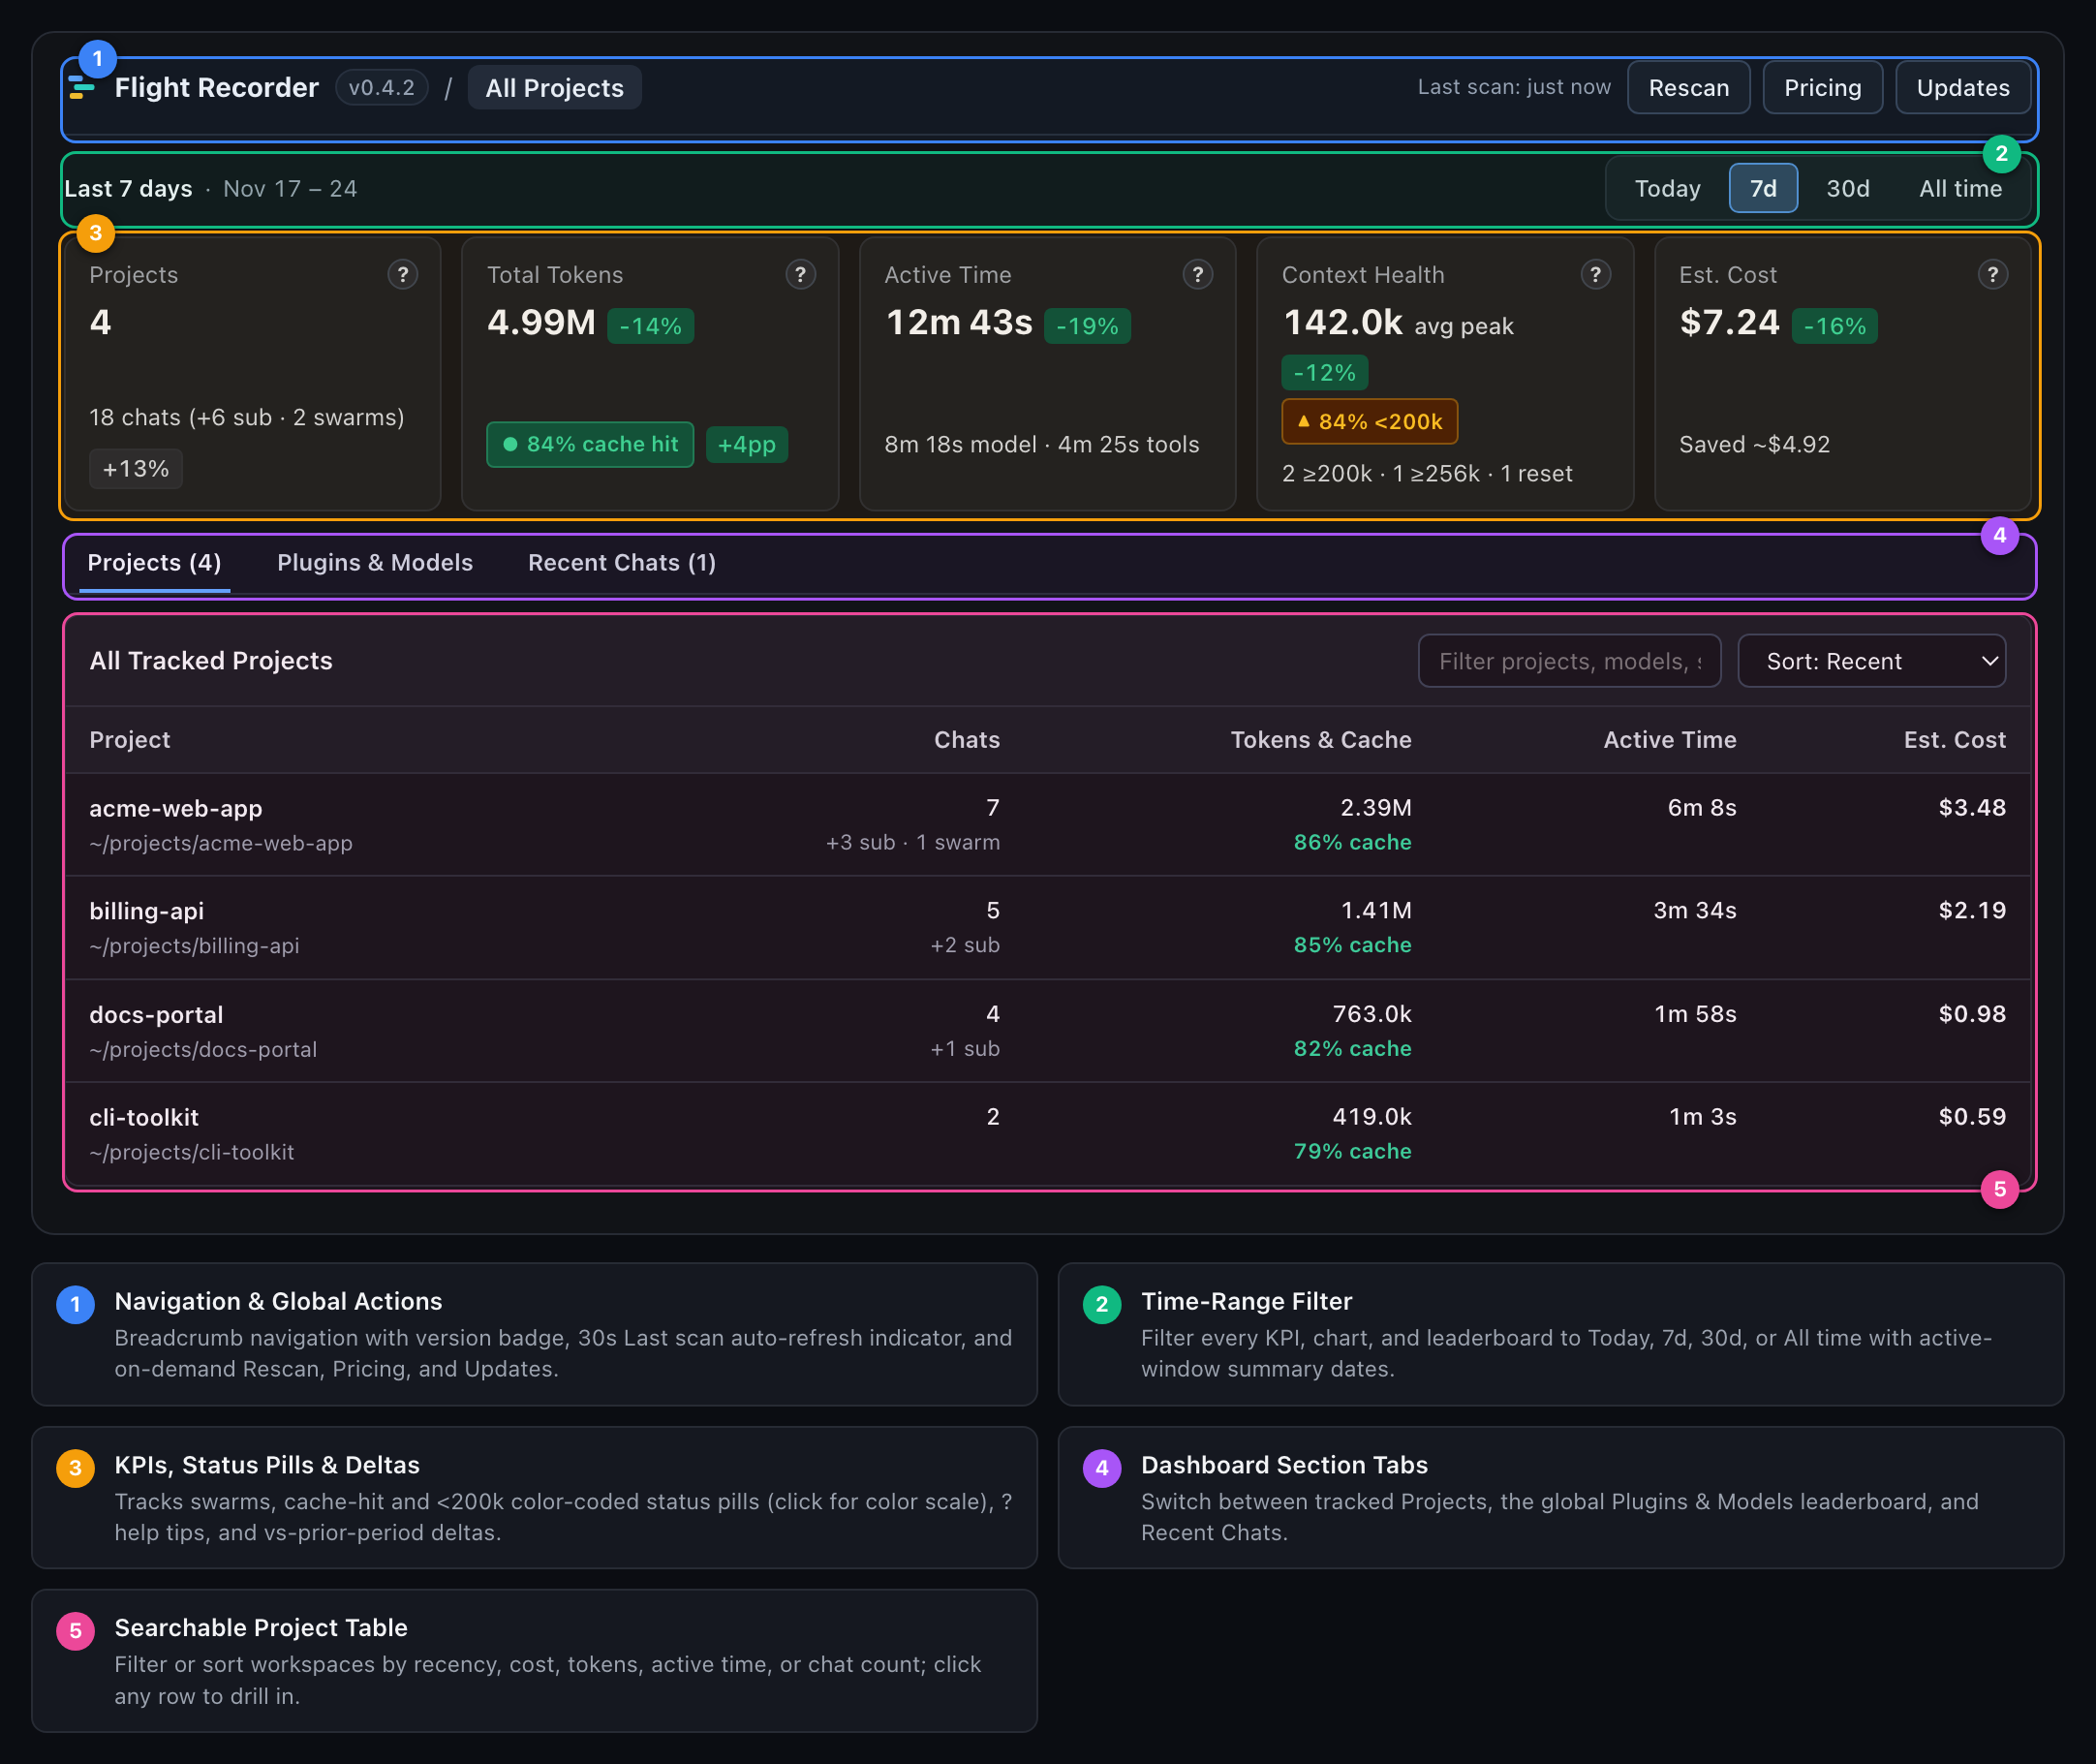 1
Flight Recorder v0.4.2 / All Projects Last scan: just now Rescan Pricing Updates
2
Last 7 days · Nov 17 – 24 Today 7d 30d All time
3
Projects ?
4
18 chats (+6 sub · 2 swarms)
+13%
Total Tokens ?
4.99M -14%
84% cache hit +4pp
Active Time ?
12m 43s -19%
8m 18s model · 4m 25s tools
Context Health ?
142.0k avg peak
-12%
▲ 84% <200k
2 ≥200k · 1 ≥256k · 1 reset
Est. Cost ?
$7.24 -16%
Saved ~$4.92
4
Projects (4) Plugins & Models Recent Chats (1)
All Tracked Projects Filter projects, models, Sort: Recent
Project Chats Tokens & Cache Active Time Est. Cost
acme-web-app 7 2.39M 6m 8s $3.48
~/projects/acme-web-app +3 sub · 1 swarm 86% cache
billing-api 5 1.41M 3m 34s $2.19
~/projects/billing-api +2 sub 85% cache
docs-portal 4 763.0k 1m 58s $0.98
~/projects/docs-portal +1 sub 82% cache
cli-toolkit 2 419.0k 1m 3s $0.59
~/projects/cli-toolkit 79% cache
5
1 Navigation & Global Actions
Breadcrumb navigation with version badge, 30s Last scan auto-refresh indicator, and
on-demand Rescan, Pricing, and Updates.
2 Time-Range Filter
Filter every KPI, chart, and leaderboard to Today, 7d, 30d, or All time with active-
window summary dates.
3 KPIs, Status Pills & Deltas
Tracks swarms, cache-hit and <200k color-coded status pills (click for color scale), ?
help tips, and vs-prior-period deltas.
4 Dashboard Section Tabs
Switch between tracked Projects, the global Plugins & Models leaderboard, and
Recent Chats.
5 Searchable Project Table
Filter or sort workspaces by recency, cost, tokens, active time, or chat count; click
any row to drill in.